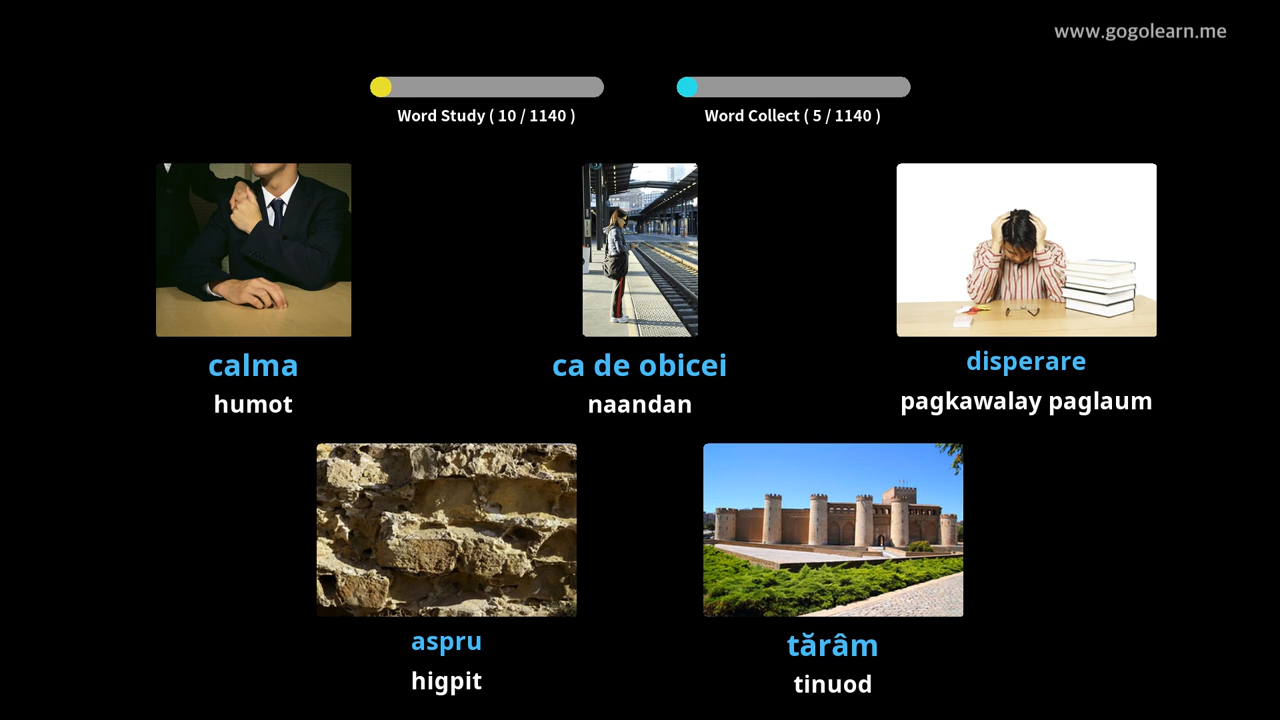 www.gogolearn.me
Word Study ( 10 / 1140 )
Word Collect ( 5 / 1140 )
calma
humot
ca de obicei
naandan
disperare
pagkawalay paglaum
aspru
higpit
tărâm
tinuod